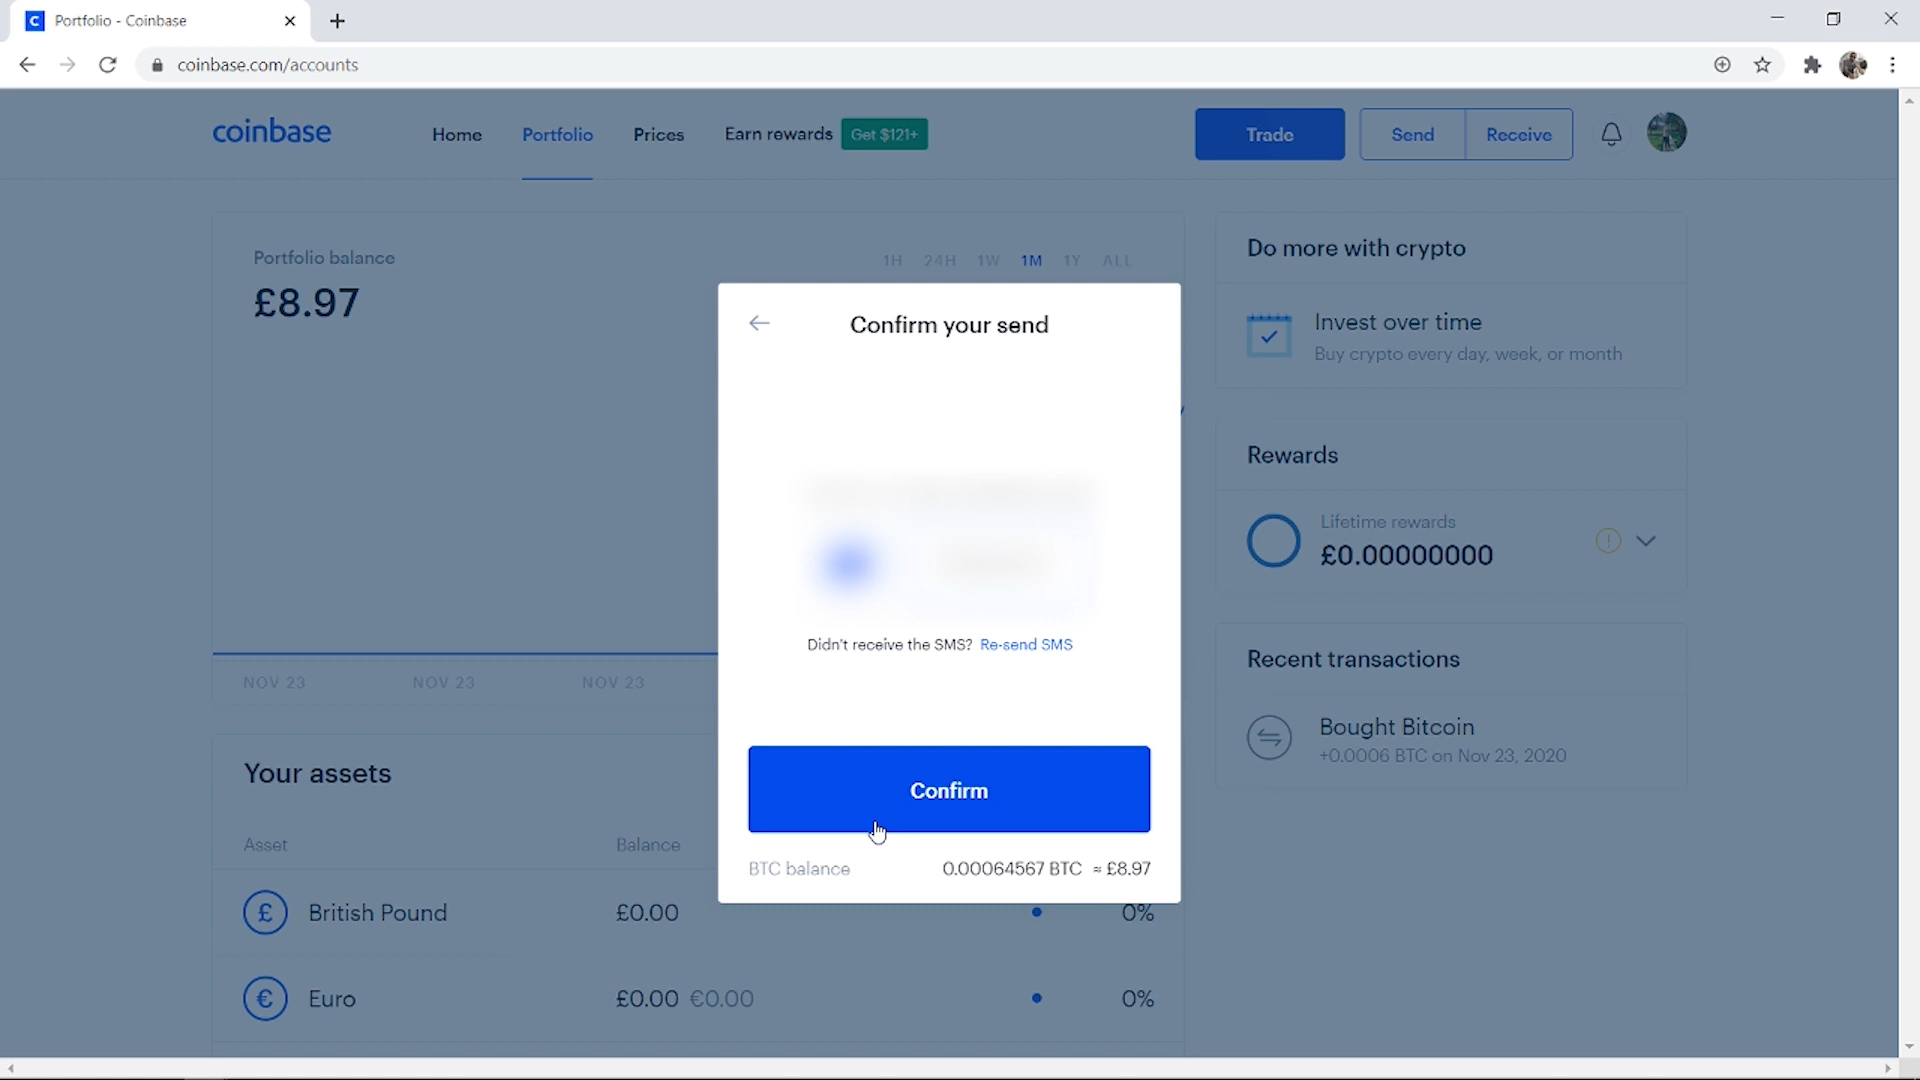 Portfolio - Coinbase
coinbase.com/accounts
coinbase
Home
Portfolio
Prices
Earn rewards
Get $121+
Trade
Send
Receive
Portfolio balance
£8.97
1H 24H 1W 1M 1Y ALL
NOV 23 NOV 23 NOV 23
Your assets
Asset Balance
£ British Pound £0.00 0%
€ Euro £0.00 €0.00 0%
Confirm your send
Didn't receive the SMS? Re-send SMS
Confirm
BTC balance 0.00064567 BTC ≈ £8.97
Do more with crypto
Invest over time
Buy crypto every day, week, or month
Rewards
Lifetime rewards
£0.00000000
Recent transactions
Bought Bitcoin
+0.0006 BTC on Nov 23, 2020